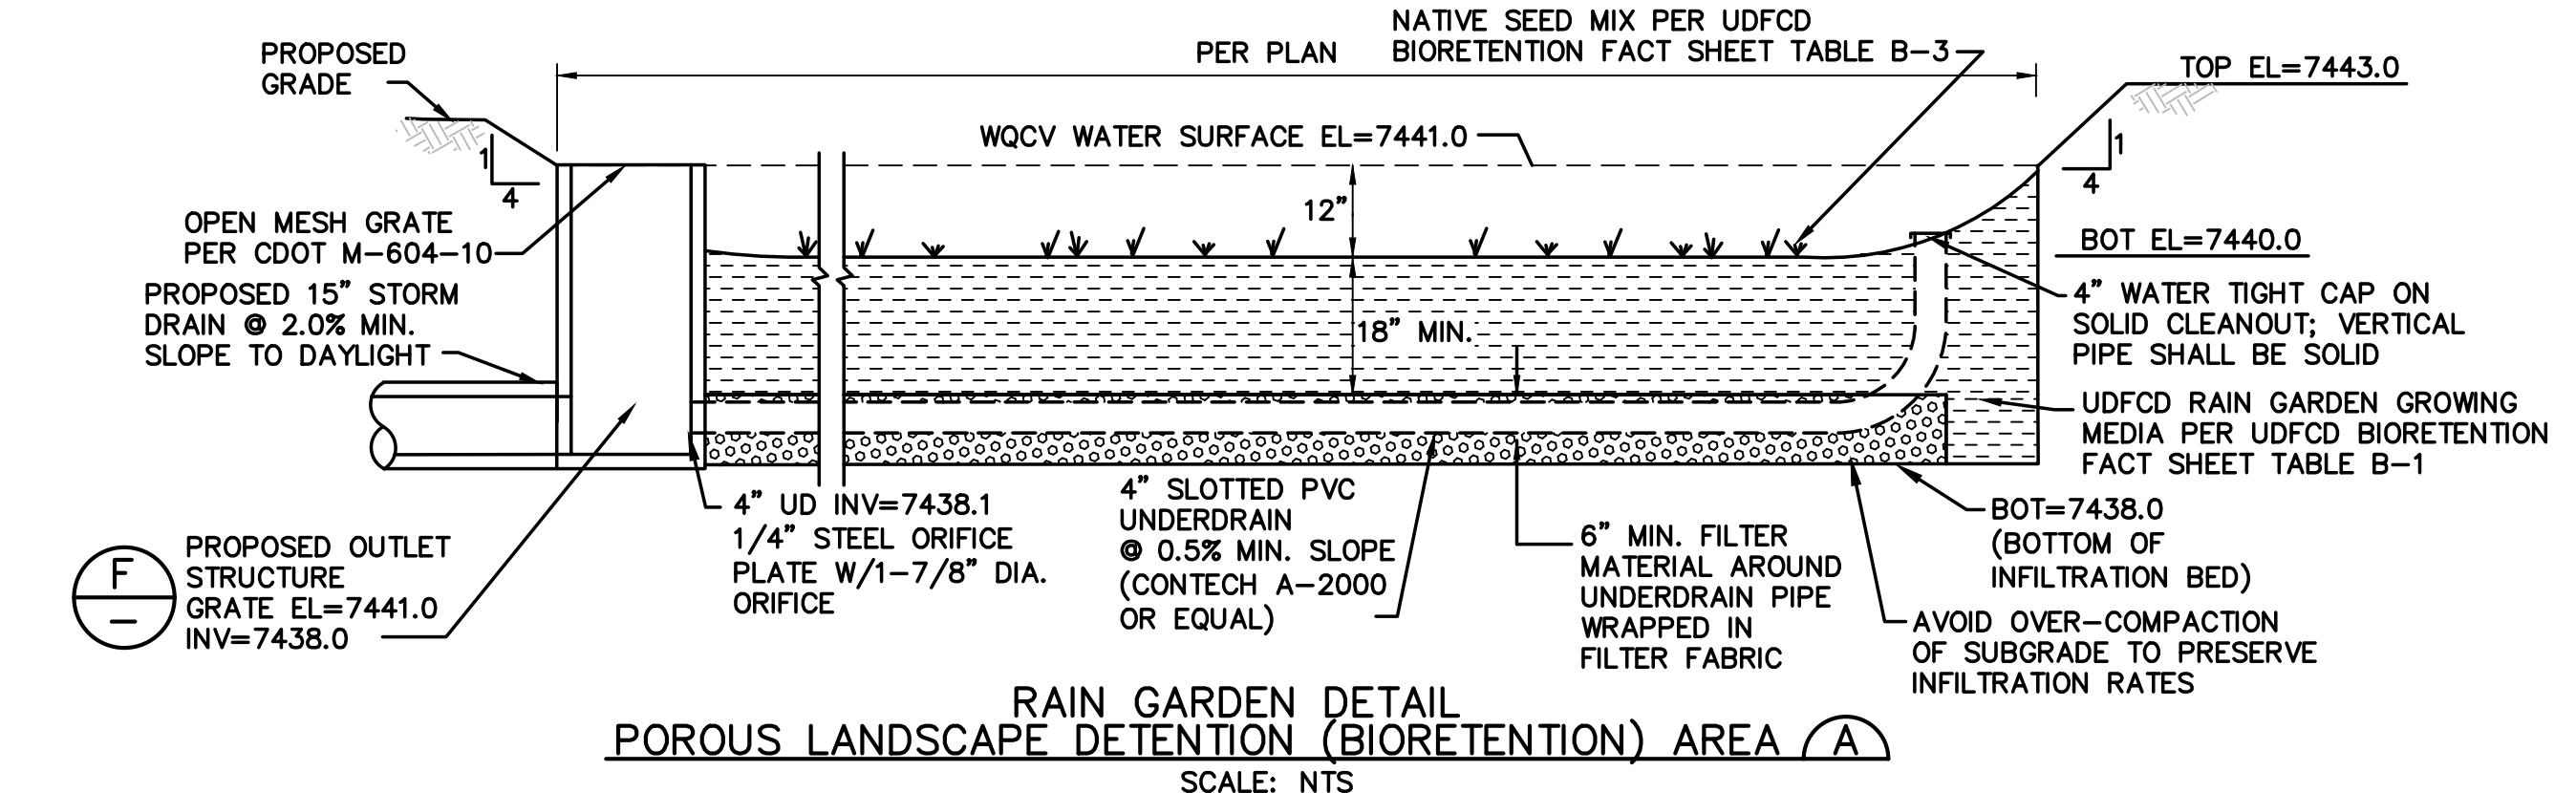 PROPOSED
GRADE
PER PLAN
NATIVE SEED MIX PER UDFCD
BIORETENTION FACT SHEET TABLE B-3
TOP EL=7443.0
WQCV WATER SURFACE EL=7441.0
1
4
1
4
OPEN MESH GRATE
PER CDOT M-604-10
12"
BOT EL=7440.0
PROPOSED 15" STORM
DRAIN @ 2.0% MIN.
SLOPE TO DAYLIGHT
18" MIN.
4" WATER TIGHT CAP ON
SOLID CLEANOUT; VERTICAL
PIPE SHALL BE SOLID
UDFCD RAIN GARDEN GROWING
MEDIA PER UDFCD BIORETENTION
FACT SHEET TABLE B-1
4" UD INV=7438.1
1/4" STEEL ORIFICE
PLATE W/1-7/8" DIA.
ORIFICE
4" SLOTTED PVC
UNDERDRAIN
@ 0.5% MIN. SLOPE
(CONTECH A-2000
OR EQUAL)
6" MIN. FILTER
MATERIAL AROUND
UNDERDRAIN PIPE
WRAPPED IN
FILTER FABRIC
BOT=7438.0
(BOTTOM OF
INFILTRATION BED)
AVOID OVER-COMPACTION
OF SUBGRADE TO PRESERVE
INFILTRATION RATES
F
-
PROPOSED OUTLET
STRUCTURE
GRATE EL=7441.0
INV=7438.0
RAIN GARDEN DETAIL
POROUS LANDSCAPE DETENTION (BIORETENTION) AREA A
SCALE: NTS